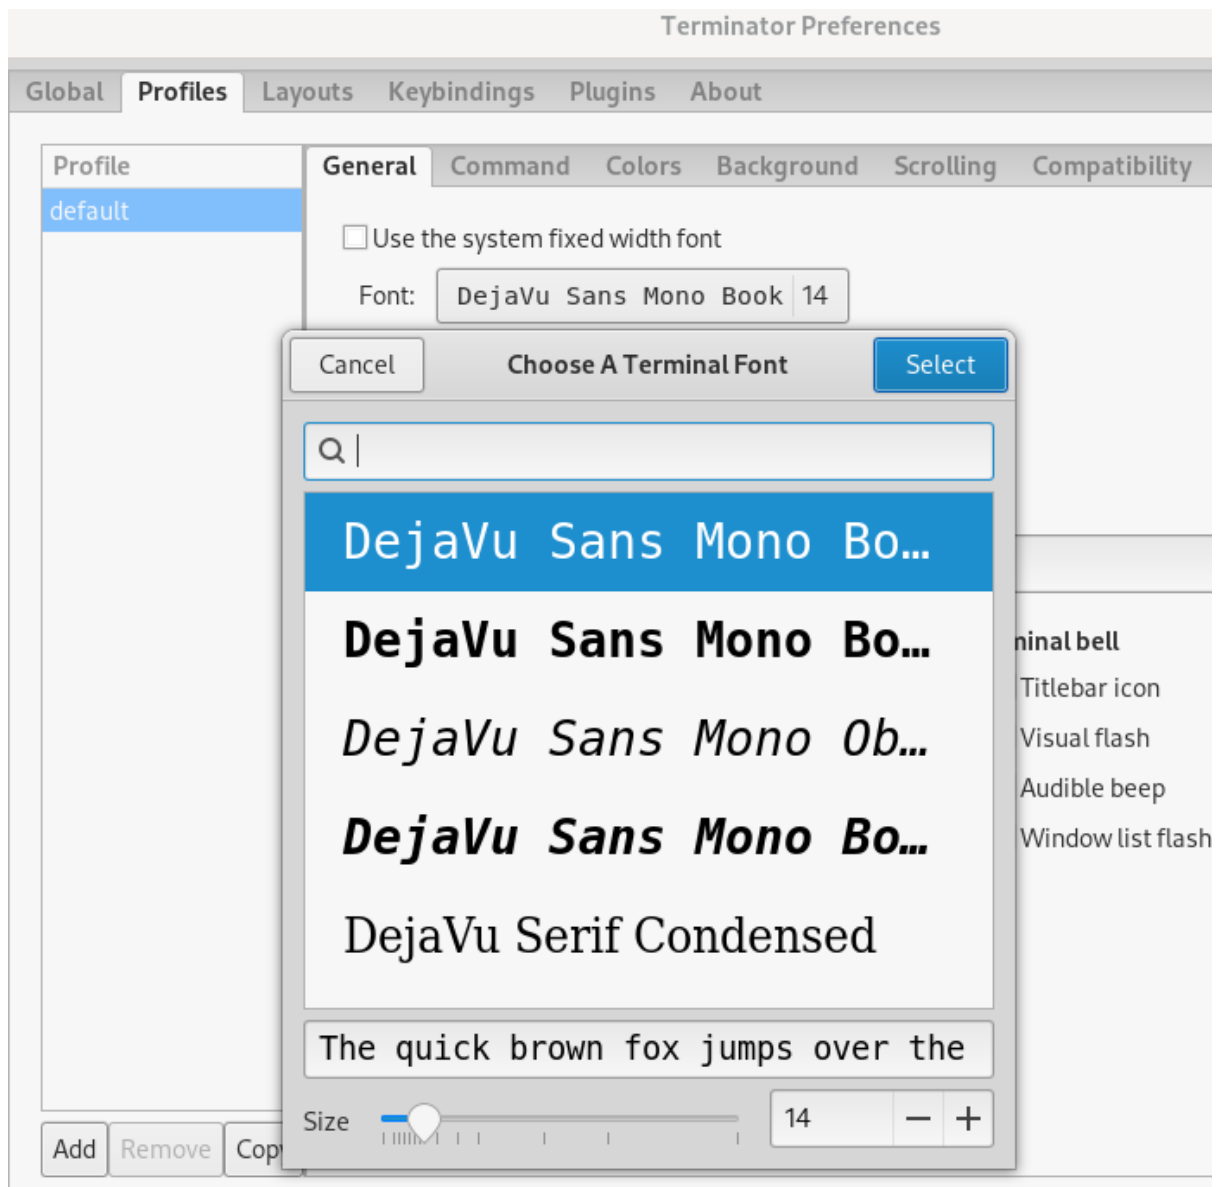 Terminator Preferences
Global Profiles Layouts Keybindings Plugins About
Profile
default
General Command Colors Background Scrolling Compatibility
Use the system fixed width font
Font: DejaVu Sans Mono Book 14
Cancel Choose A Terminal Font Select
DejaVu Sans Mono Bo…
DejaVu Sans Mono Bo…
DejaVu Sans Mono Ob…
DejaVu Sans Mono Bo…
DejaVu Serif Condensed
The quick brown fox jumps over the
Size 14
minal bell
Titlebar icon
Visual flash
Audible beep
Window list flash
Add Remove Copy